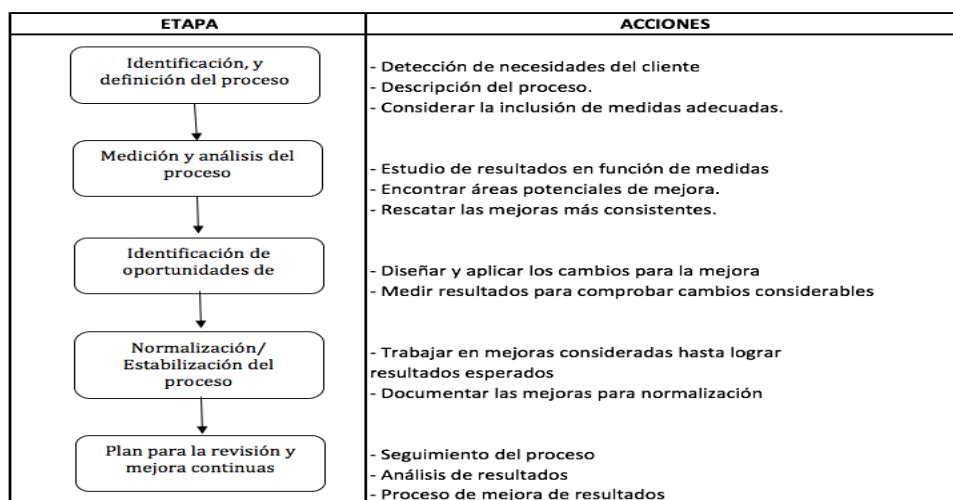 ETAPA
ACCIONES
Identificación, y
definición del proceso
- Detección de necesidades del cliente
- Descripción del proceso.
- Considerar la inclusión de medidas adecuadas.
Medición y análisis del
proceso
- Estudio de resultados en función de medidas
- Encontrar áreas potenciales de mejora.
- Rescatar las mejoras más consistentes.
Identificación de
oportunidades de
- Diseñar y aplicar los cambios para la mejora
- Medir resultados para comprobar cambios considerables
Normalización/
Estabilización del
proceso
- Trabajar en mejoras consideradas hasta lograr
resultados esperados
- Documentar las mejoras para normalización
Plan para la revisión y
mejora continuas
- Seguimiento del proceso
- Análisis de resultados
- Proceso de mejora de resultados